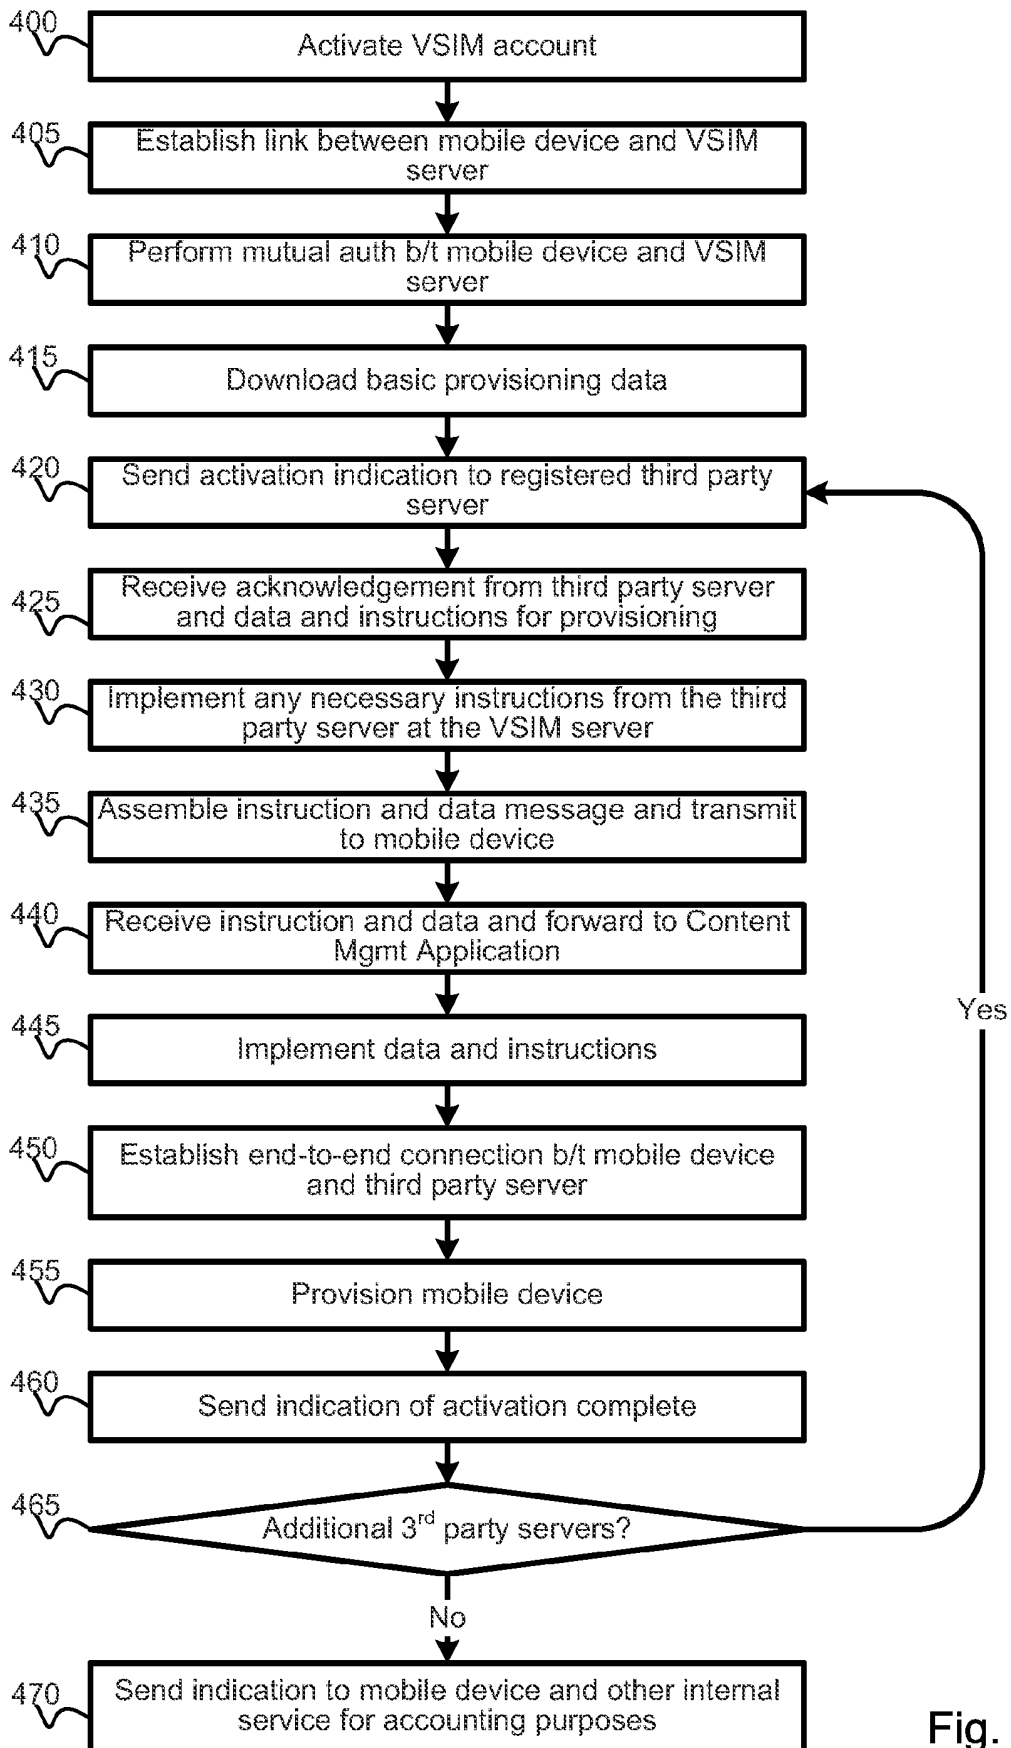 400
Activate VSIM account
405
Establish link between mobile device and VSIM
server
410
Perform mutual auth b/t mobile device and VSIM
server
415
Download basic provisioning data
420
Send activation indication to registered third party
server
425
Receive acknowledgement from third party server
and data and instructions for provisioning
430
Implement any necessary instructions from the third
party server at the VSIM server
435
Assemble instruction and data message and transmit
to mobile device
440
Receive instruction and data and forward to Content
Mgmt Application
445
Implement data and instructions
Yes
450
Establish end-to-end connection b/t mobile device
and third party server
455
Provision mobile device
460
Send indication of activation complete
465
Additional 3rd party servers?
No
470
Send indication to mobile device and other internal
service for accounting purposes
Fig.